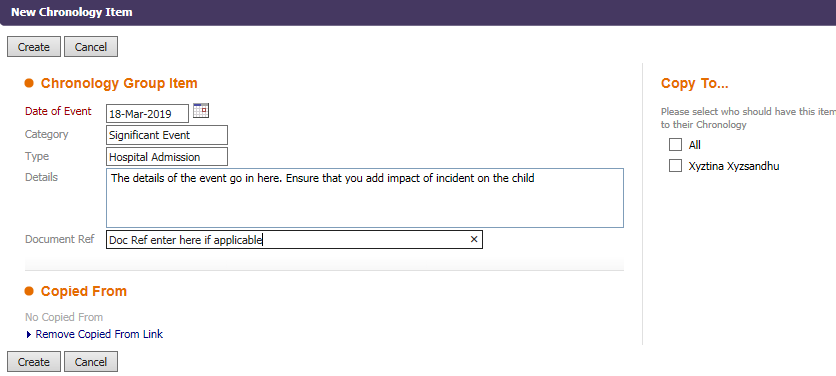 New Chronology Item
Create Cancel
Chronology Group Item
Date of Event 18-Mar-2019
Category Significant Event
Type Hospital Admission
Details The details of the event go in here. Ensure that you add impact of incident on the child
Document Ref Doc Ref enter here if applicable ×
Copied From
No Copied From
Remove Copied From Link
Create Cancel
Copy To...
Please select who should have this item
to their Chronology
All
Xyztina Xyzsandhu